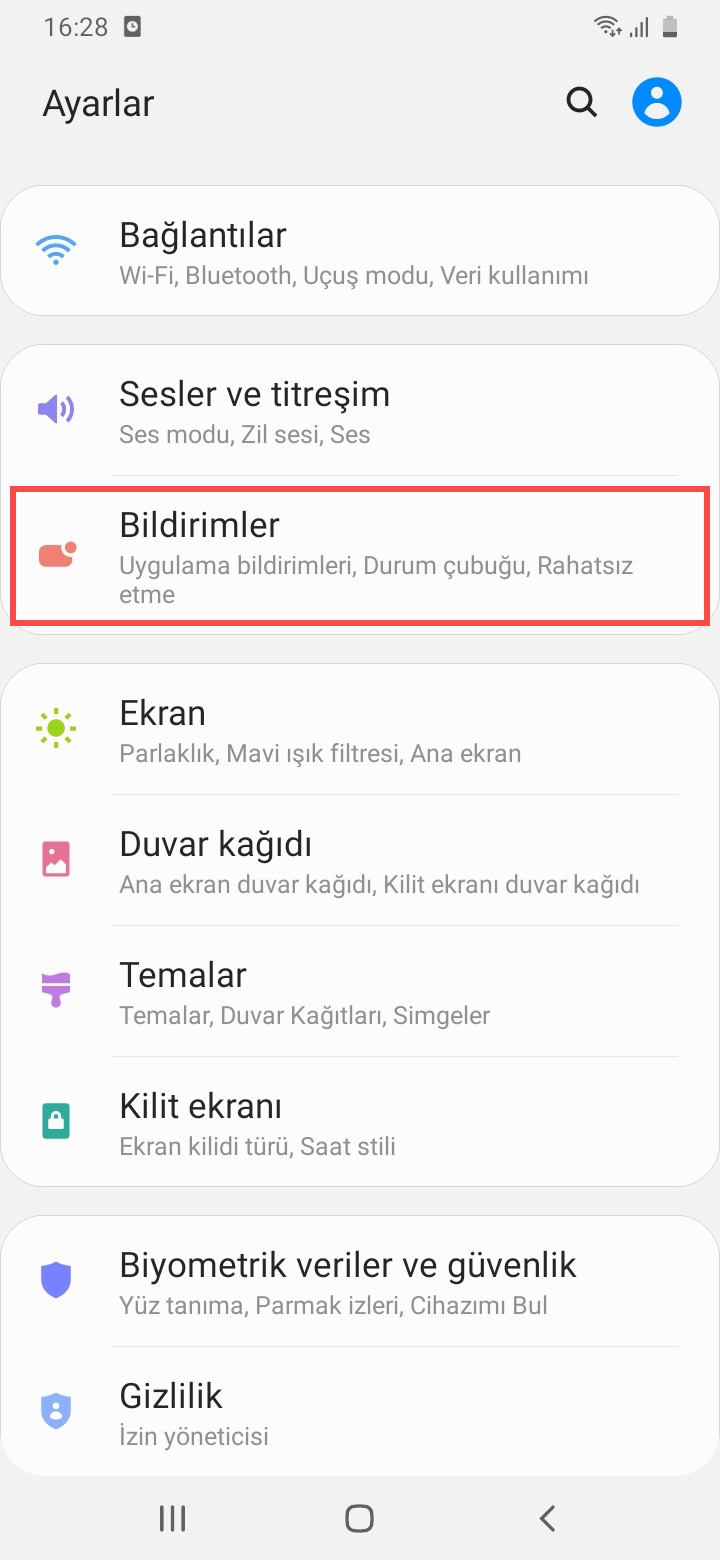 16:28
Ayarlar
Bağlantılar
Wi-Fi, Bluetooth, Uçuş modu, Veri kullanımı
Sesler ve titreşim
Ses modu, Zil sesi, Ses
Bildirimler
Uygulama bildirimleri, Durum çubuğu, Rahatsız
etme
Ekran
Parlaklık, Mavi ışık filtresi, Ana ekran
Duvar kağıdı
Ana ekran duvar kağıdı, Kilit ekranı duvar kağıdı
Temalar
Temalar, Duvar Kağıtları, Simgeler
Kilit ekranı
Ekran kilidi türü, Saat stili
Biyometrik veriler ve güvenlik
Yüz tanıma, Parmak izleri, Cihazımı Bul
Gizlilik
İzin yöneticisi